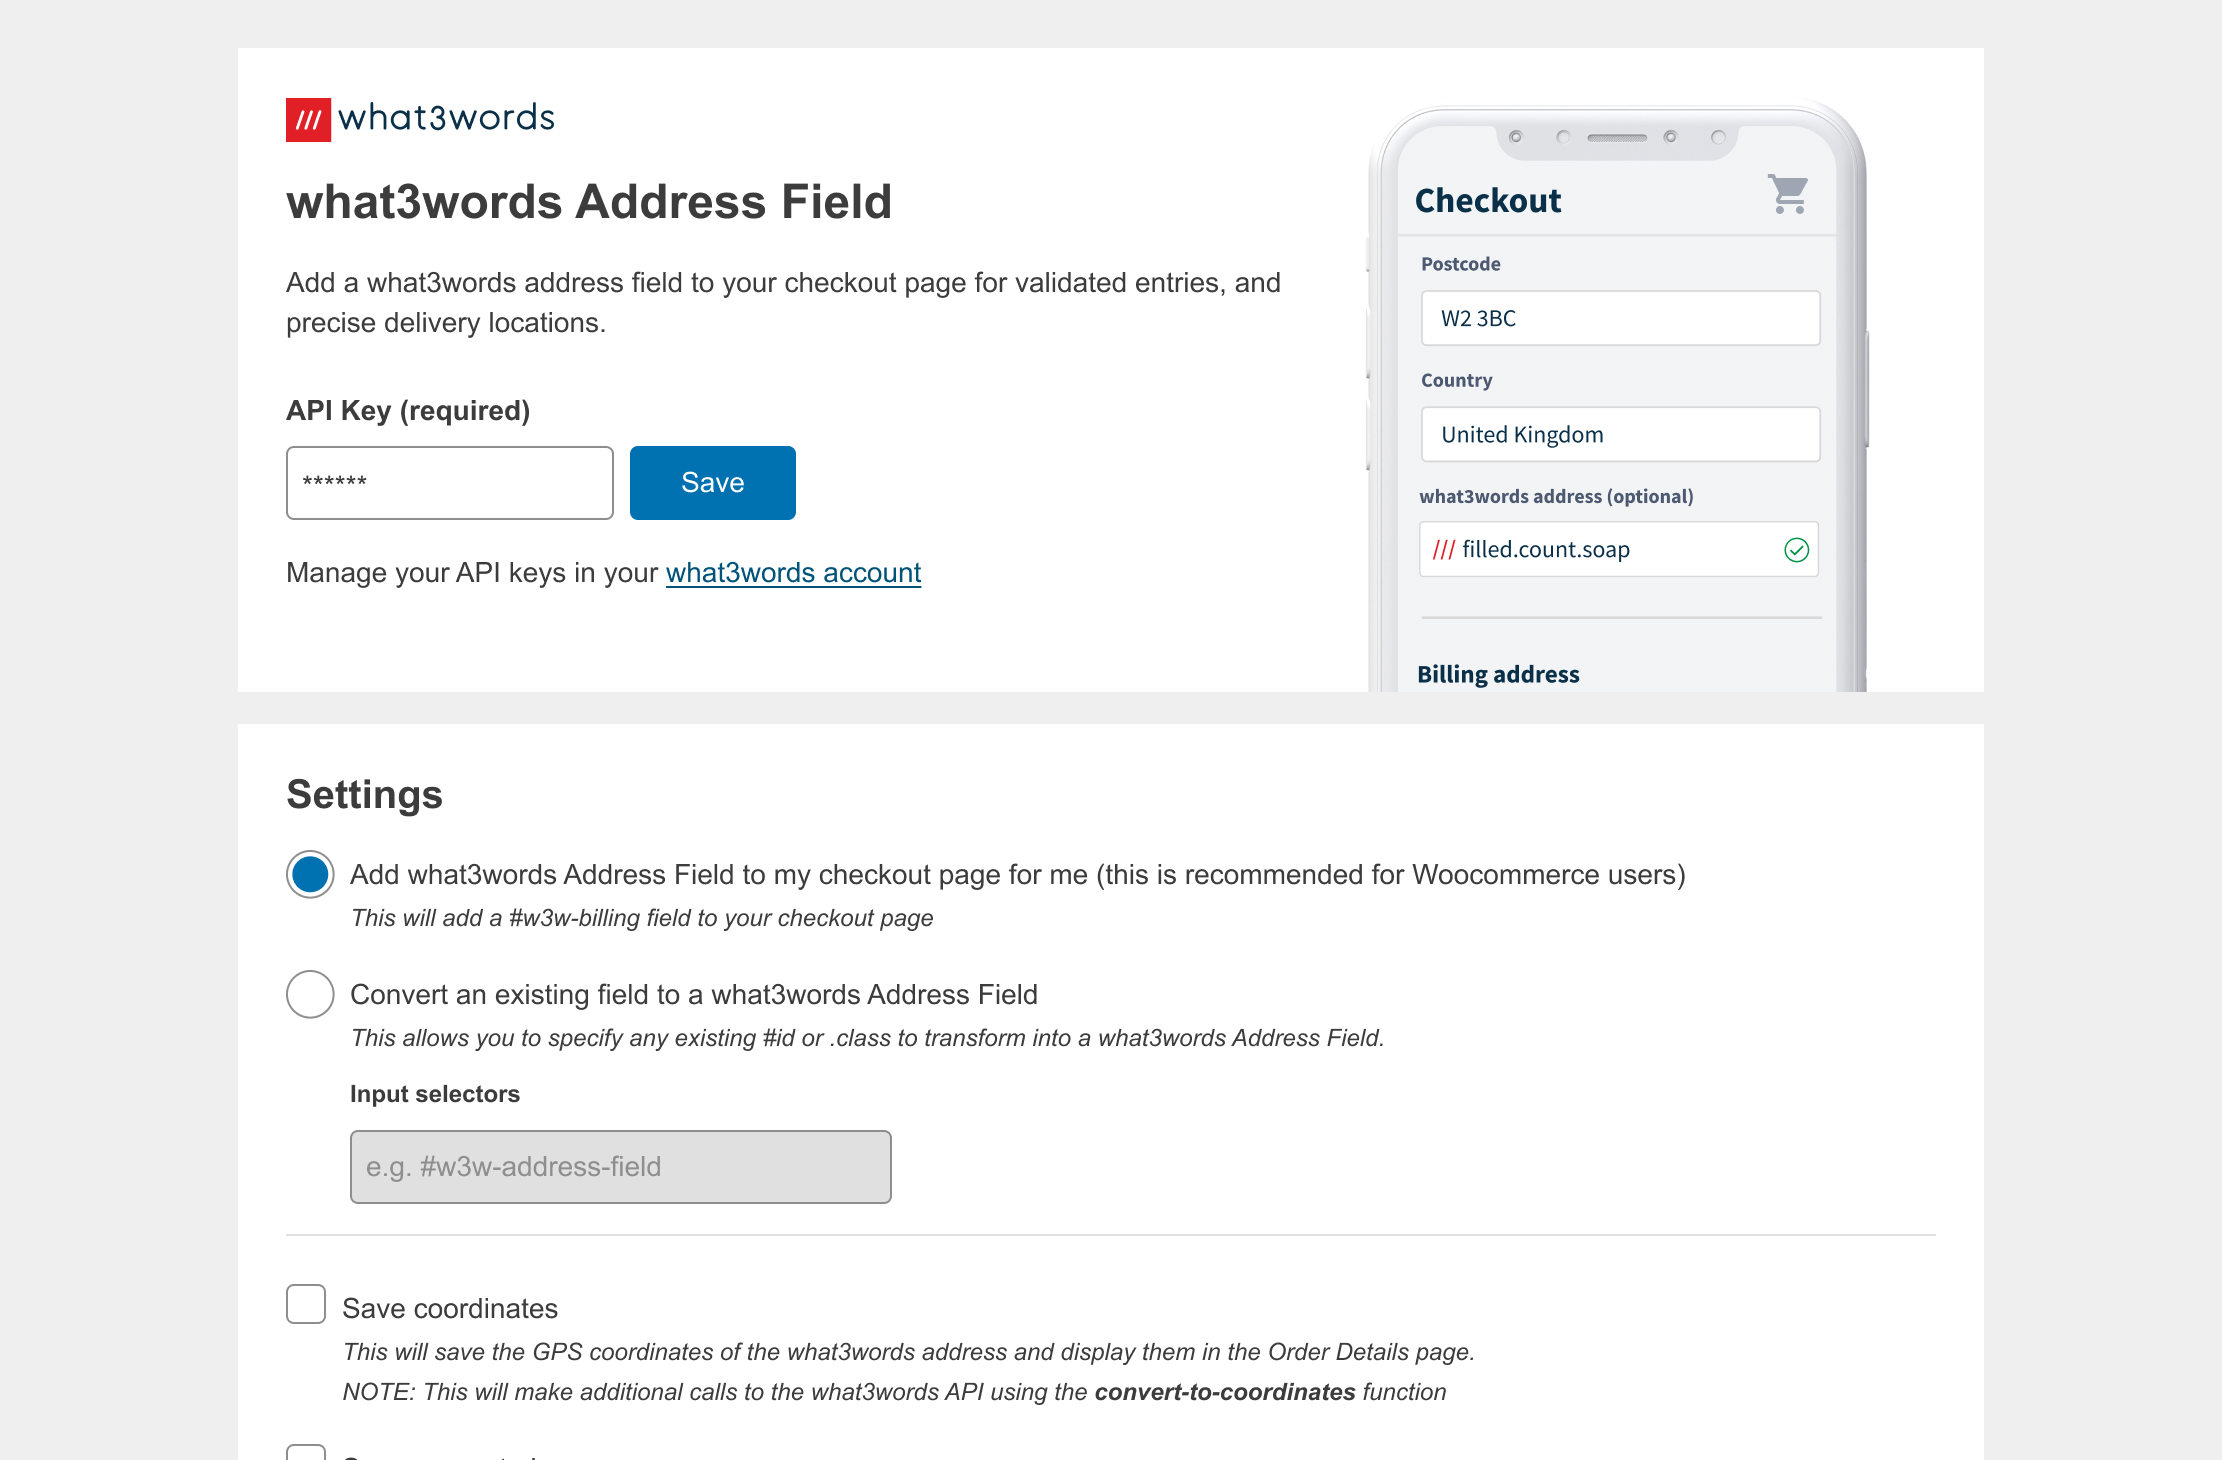 /// what3words
what3words Address Field
Add a what3words address field to your checkout page for validated entries, and
precise delivery locations.
API Key (required)
******
Save
Manage your API keys in your what3words account
Checkout
Postcode
W2 3BC
Country
United Kingdom
what3words address (optional)
/// filled.count.soap
Billing address
Settings
Add what3words Address Field to my checkout page for me (this is recommended for Woocommerce users)
This will add a #w3w-billing field to your checkout page
Convert an existing field to a what3words Address Field
This allows you to specify any existing #id or .class to transform into a what3words Address Field.
Input selectors
e.g. #w3w-address-field
Save coordinates
This will save the GPS coordinates of the what3words address and display them in the Order Details page.
NOTE: This will make additional calls to the what3words API using the convert-to-coordinates function